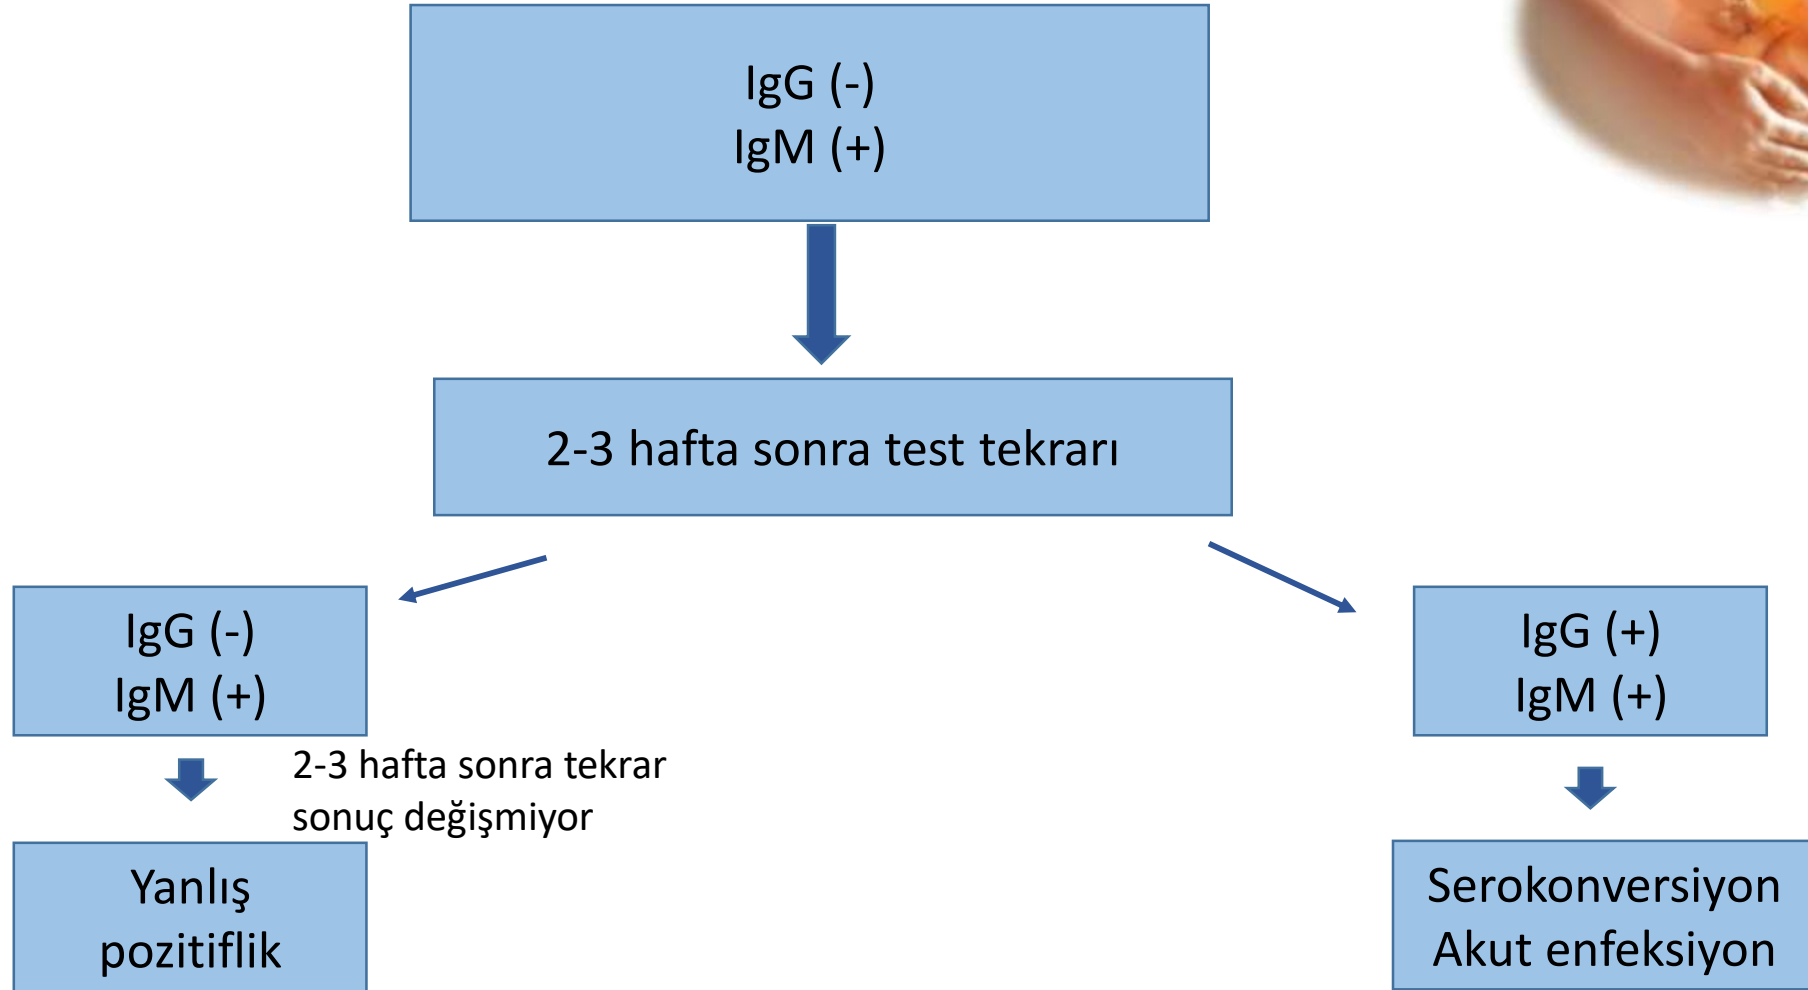 IgG (-)
IgM (+)
2-3 hafta sonra test tekrarı
IgG (-)
IgM (+)
IgG (+)
IgM (+)
2-3 hafta sonra tekrar
sonuç değişmiyor
Yanlış
pozitiflik
Serokonversiyon
Akut enfeksiyon